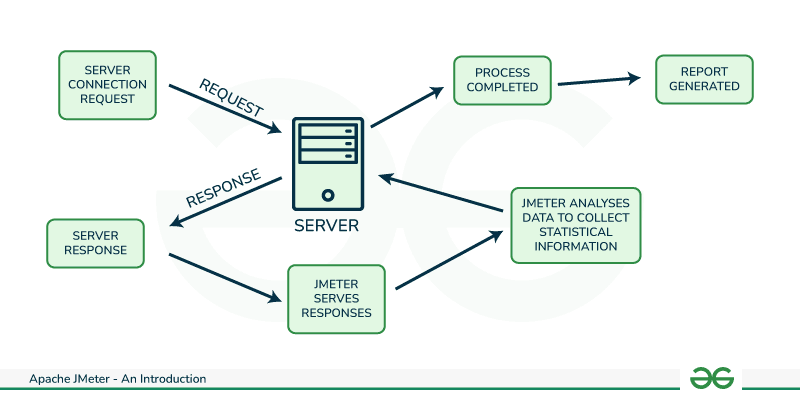 SERVER
CONNECTION
REQUEST
REQUEST
PROCESS
COMPLETED
REPORT
GENERATED
RESPONSE
SERVER
SERVER
RESPONSE
JMETER
SERVES
RESPONSES
JMETER ANALYSES
DATA TO COLLECT
STATISTICAL
INFORMATION
Apache JMeter - An Introduction